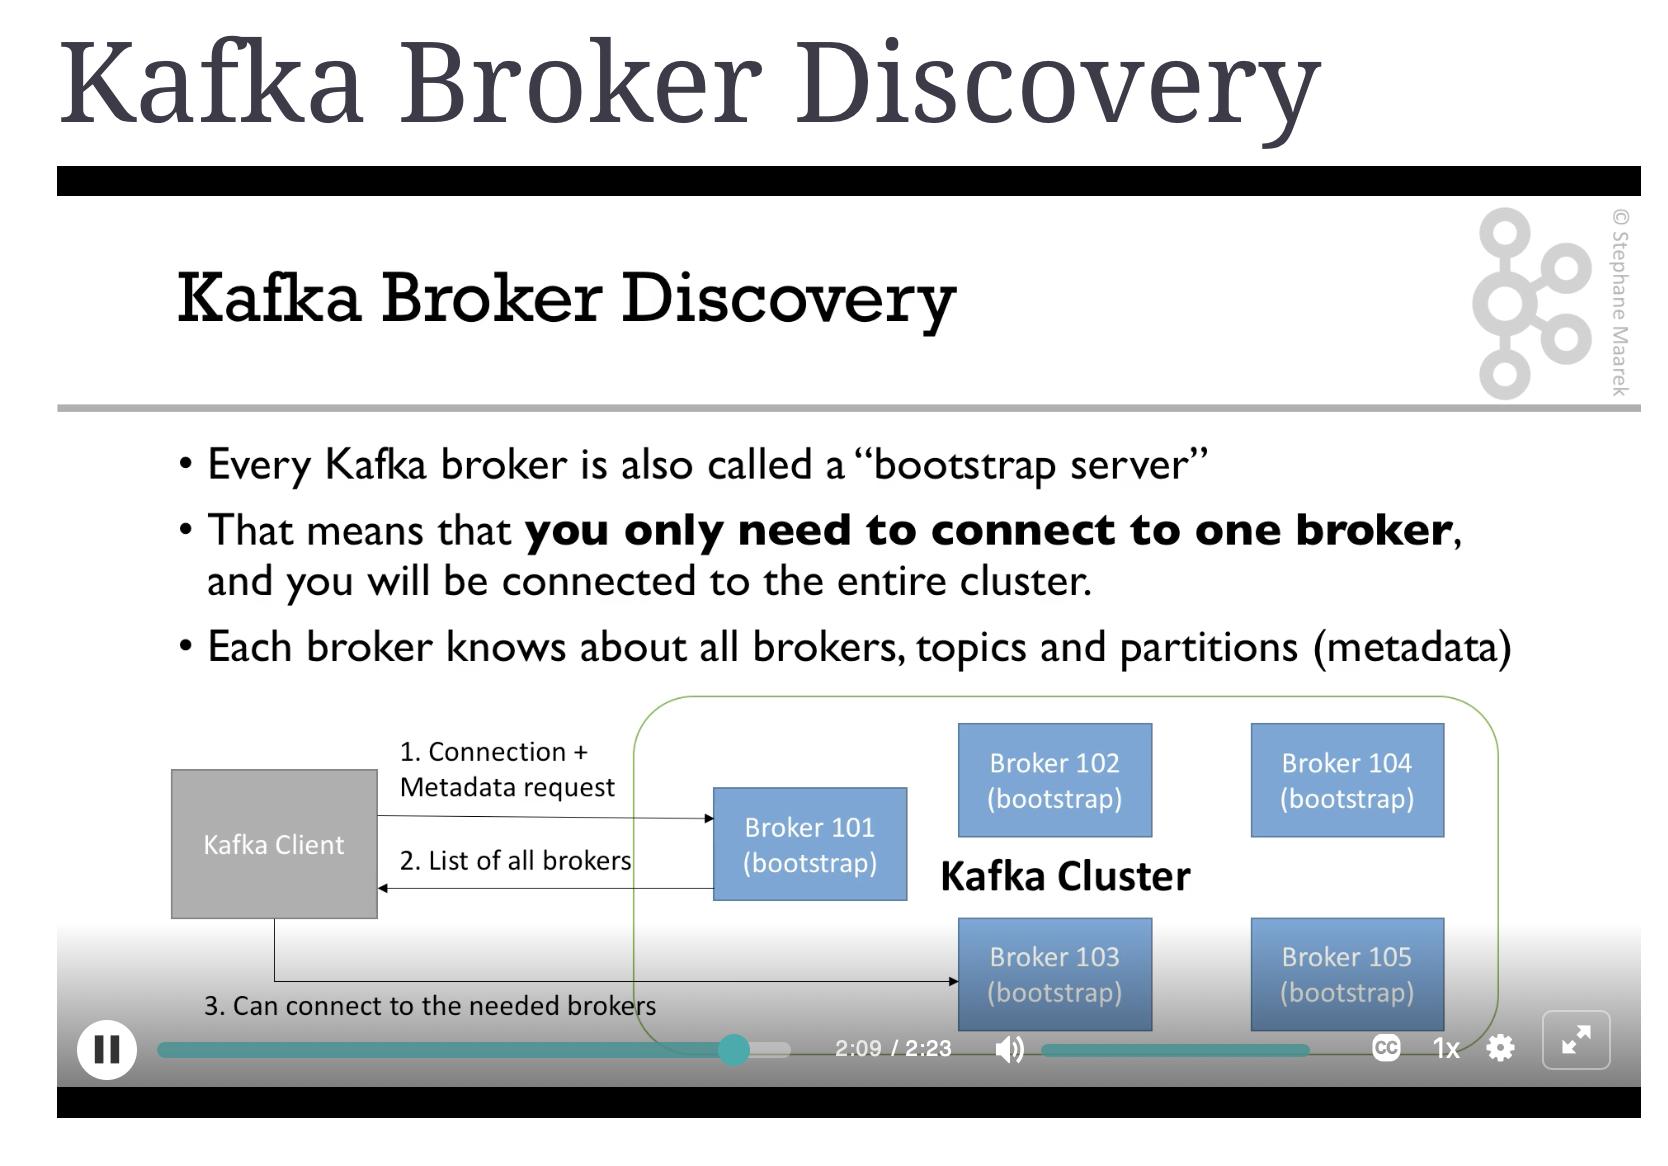 Kafka Broker Discovery
© Stephane Maarek
Kafka Broker Discovery
• Every Kafka broker is also called a “bootstrap server”
• That means that you only need to connect to one broker,
and you will be connected to the entire cluster.
• Each broker knows about all brokers, topics and partitions (metadata)
Kafka Client
1. Connection +
Metadata request
2. List of all brokers
3. Can connect to the needed brokers
Broker 101
(bootstrap)
Broker 102
(bootstrap)
Broker 104
(bootstrap)
Kafka Cluster
Broker 103
(bootstrap)
Broker 105
(bootstrap)
2:09 / 2:23
CC
1x